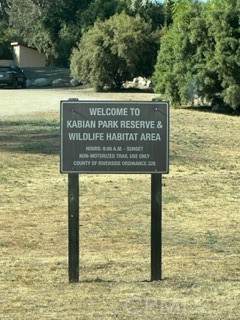 WELCOME TO
KABIAN PARK RESERVE &
WILDLIFE HABITAT AREA
HOURS: 8:00 A.M. - SUNSET
NON-MOTORIZED TRAIL USE ONLY
COUNTY OF RIVERSIDE ORDINANCE 328